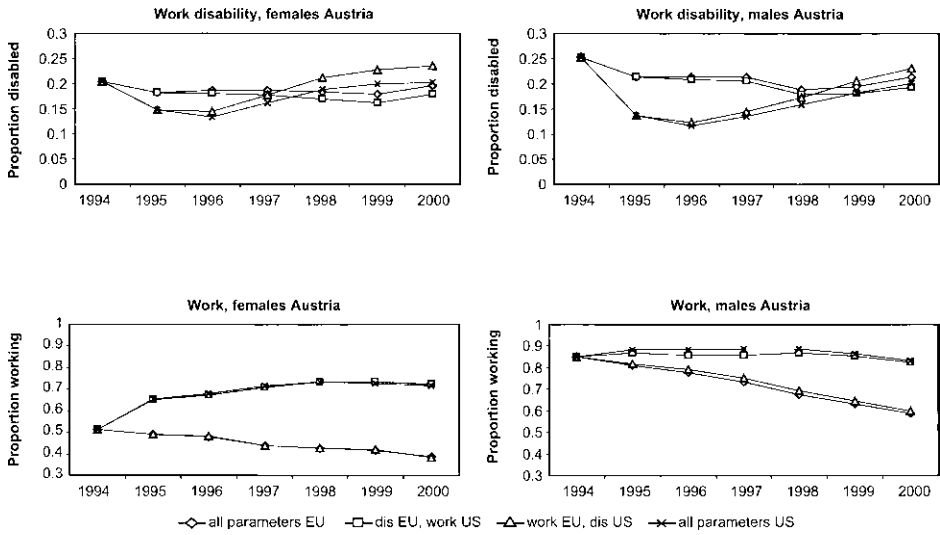 Work disability, females Austria
Proportion disabled
0.3
0.25
0.2
0.15
0.1
0.05
0
1994 1995 1996 1997 1998 1999 2000
Work disability, males Austria
Proportion disabled
0.3
0.25
0.2
0.15
0.1
0.05
0
1994 1995 1996 1997 1998 1999 2000
Work, females Austria
Proportion working
1
0.9
0.8
0.7
0.6
0.5
0.4
0.3
1994 1995 1996 1997 1998 1999 2000
Work, males Austria
Proportion working
1
0.9
0.8
0.7
0.6
0.5
0.4
0.3
1994 1995 1996 1997 1998 1999 2000
all parameters EU dis EU, work US work EU, dis US all parameters US